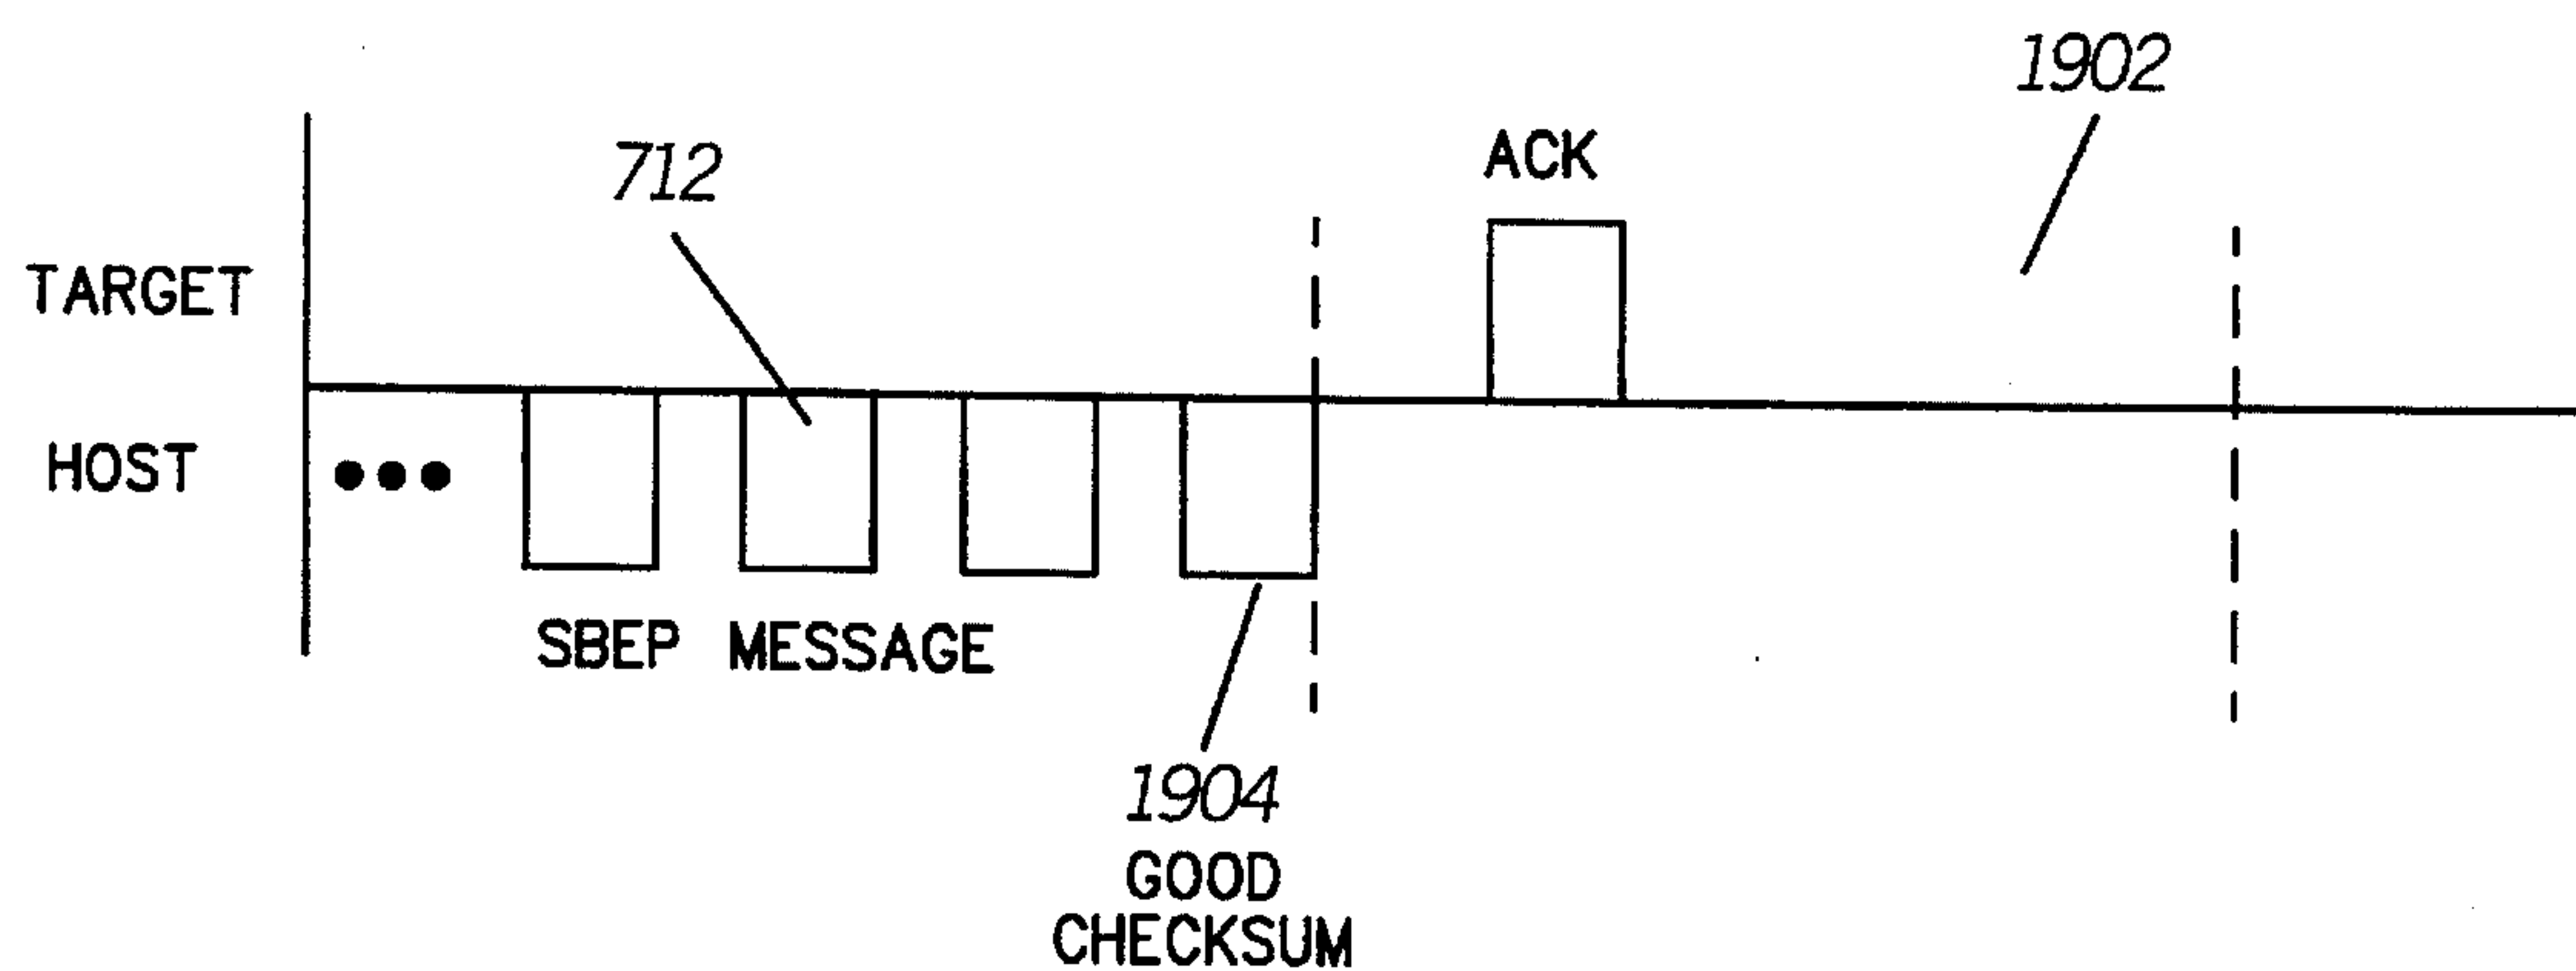 1902
ACK
712
TARGET
HOST
SBEP MESSAGE
1904
GOOD
CHECKSUM